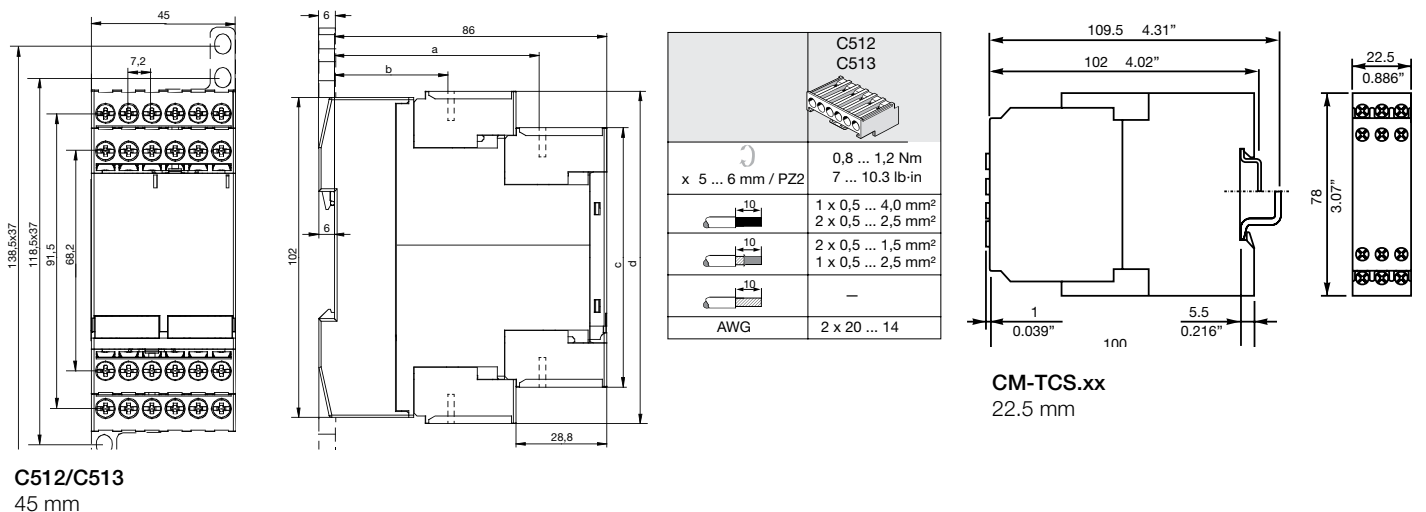 45
7,2
138,5x37
118,5x37
91,5
68,2
C512/C513
45 mm
6
86
a
b
6
102
c
d
28,8
C512
C513
x 5 ... 6 mm / PZ2
0,8 ... 1,2 Nm
7 ... 10.3 lb·in
10
1 x 0,5 ... 4,0 mm²
2 x 0,5 ... 2,5 mm²
10
2 x 0,5 ... 1,5 mm²
1 x 0,5 ... 2,5 mm²
10
—
AWG
2 x 20 ... 14
109.5 4.31”
102 4.02”
22.5
0.886”
78
3.07”
1
0.039”
5.5
0.216”
100
CM-TCS.xx
22.5 mm